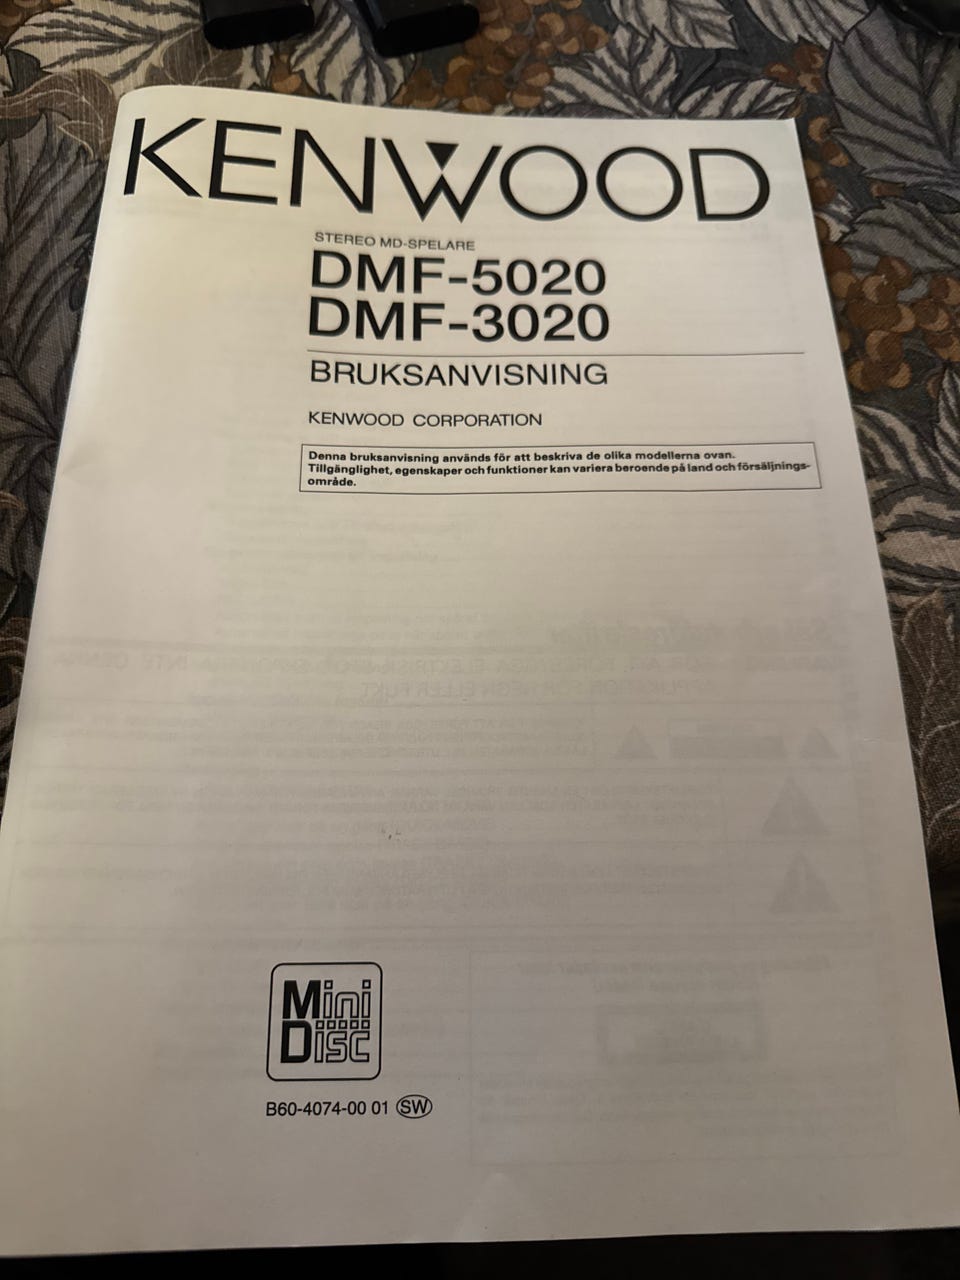 KENWOOD
STEREO MD-SPELARE
DMF-5020
DMF-3020
BRUKSANVISNING
KENWOOD CORPORATION
Denna bruksanvisning används för att beskriva de olika modellerna ovan.
Tillgänglighet, egenskaper och funktioner kan variera beroende på land och försäljnings-
område.
Mini
Disc
B60-4074-00 01 SW